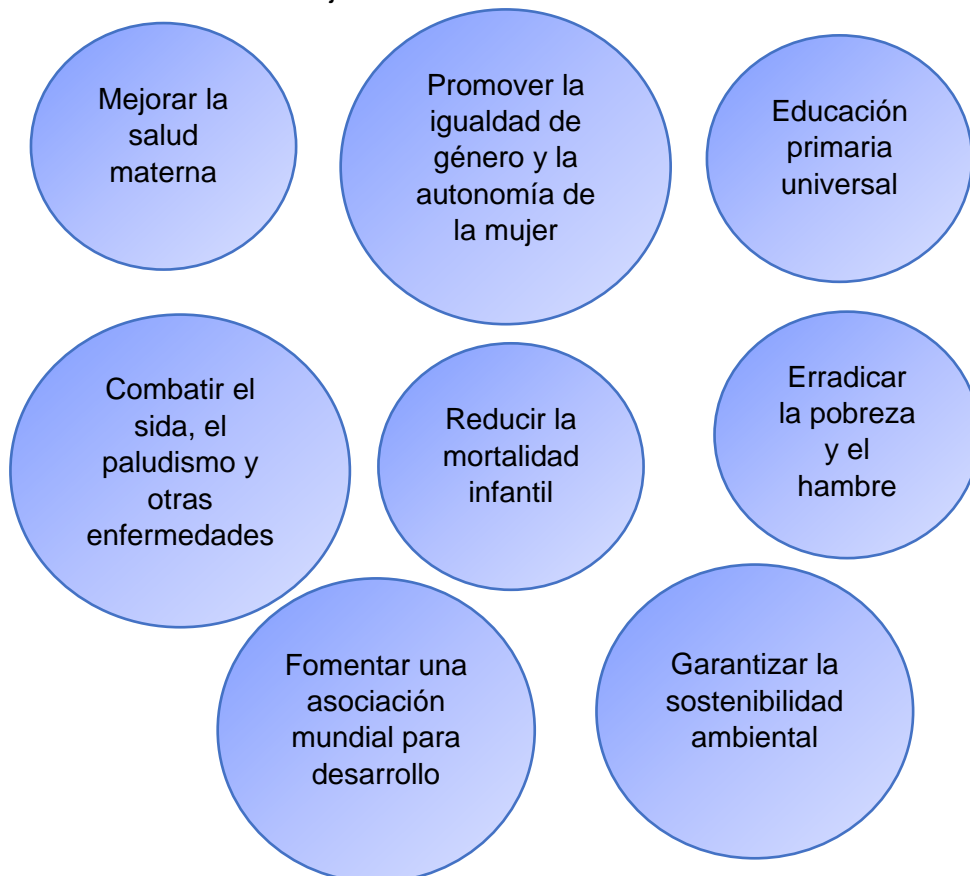 Mejorar la
salud
materna
Promover la
igualdad de
género y la
autonomía de
la mujer
Educación
primaria
universal
Combatir el
sida, el
paludismo y
otras
enfermedades
Reducir la
mortalidad
infantil
Erradicar
la pobreza
y el
hambre
Fomentar una
asociación
mundial para
desarrollo
Garantizar la
sostenibilidad
ambiental